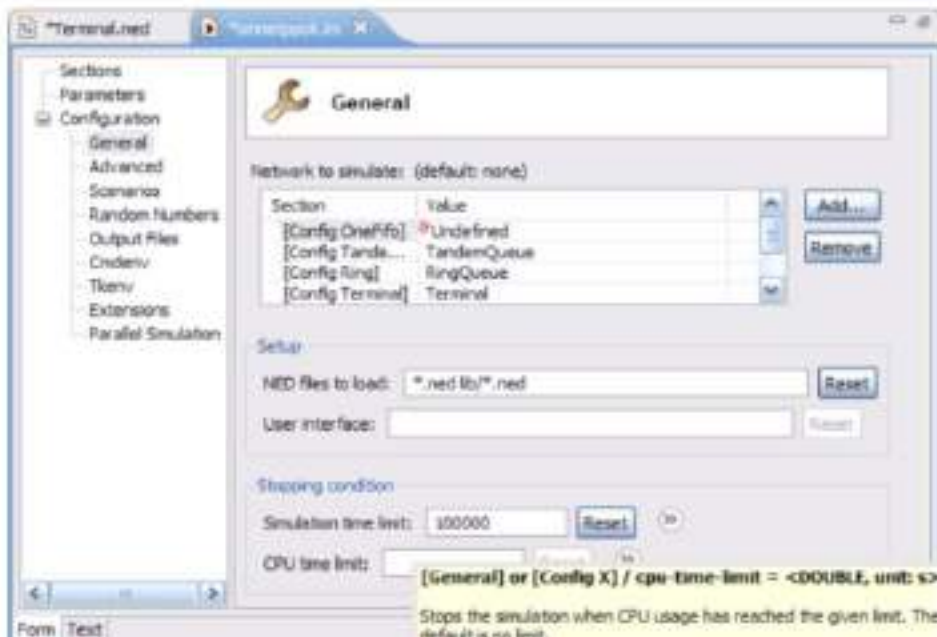 *Terminal.ned
Sections
Parameters
Configuration
General
Advanced
Scenarios
Random Numbers
Output Files
Cmdenv
Tkenv
Extensions
Parallel Simulation
General
Network to simulate: (default: none)
Section Value
[Config OneFifo] Undefined
[Config Tande... TandemQueue
[Config Ring] RingQueue
[Config Terminal] Terminal
Add...
Remove
Setup
NED files to load: *.ned lib/*.ned Reset
User interface: Reset
Stopping condition
Simulation time limit: 100000 Reset
CPU time limit:
[General] or [Config X] / cpu-time-limit = <DOUBLE, unit: s>
Stops the simulation when CPU usage has reached the given limit. The
default is no limit.
Form Text